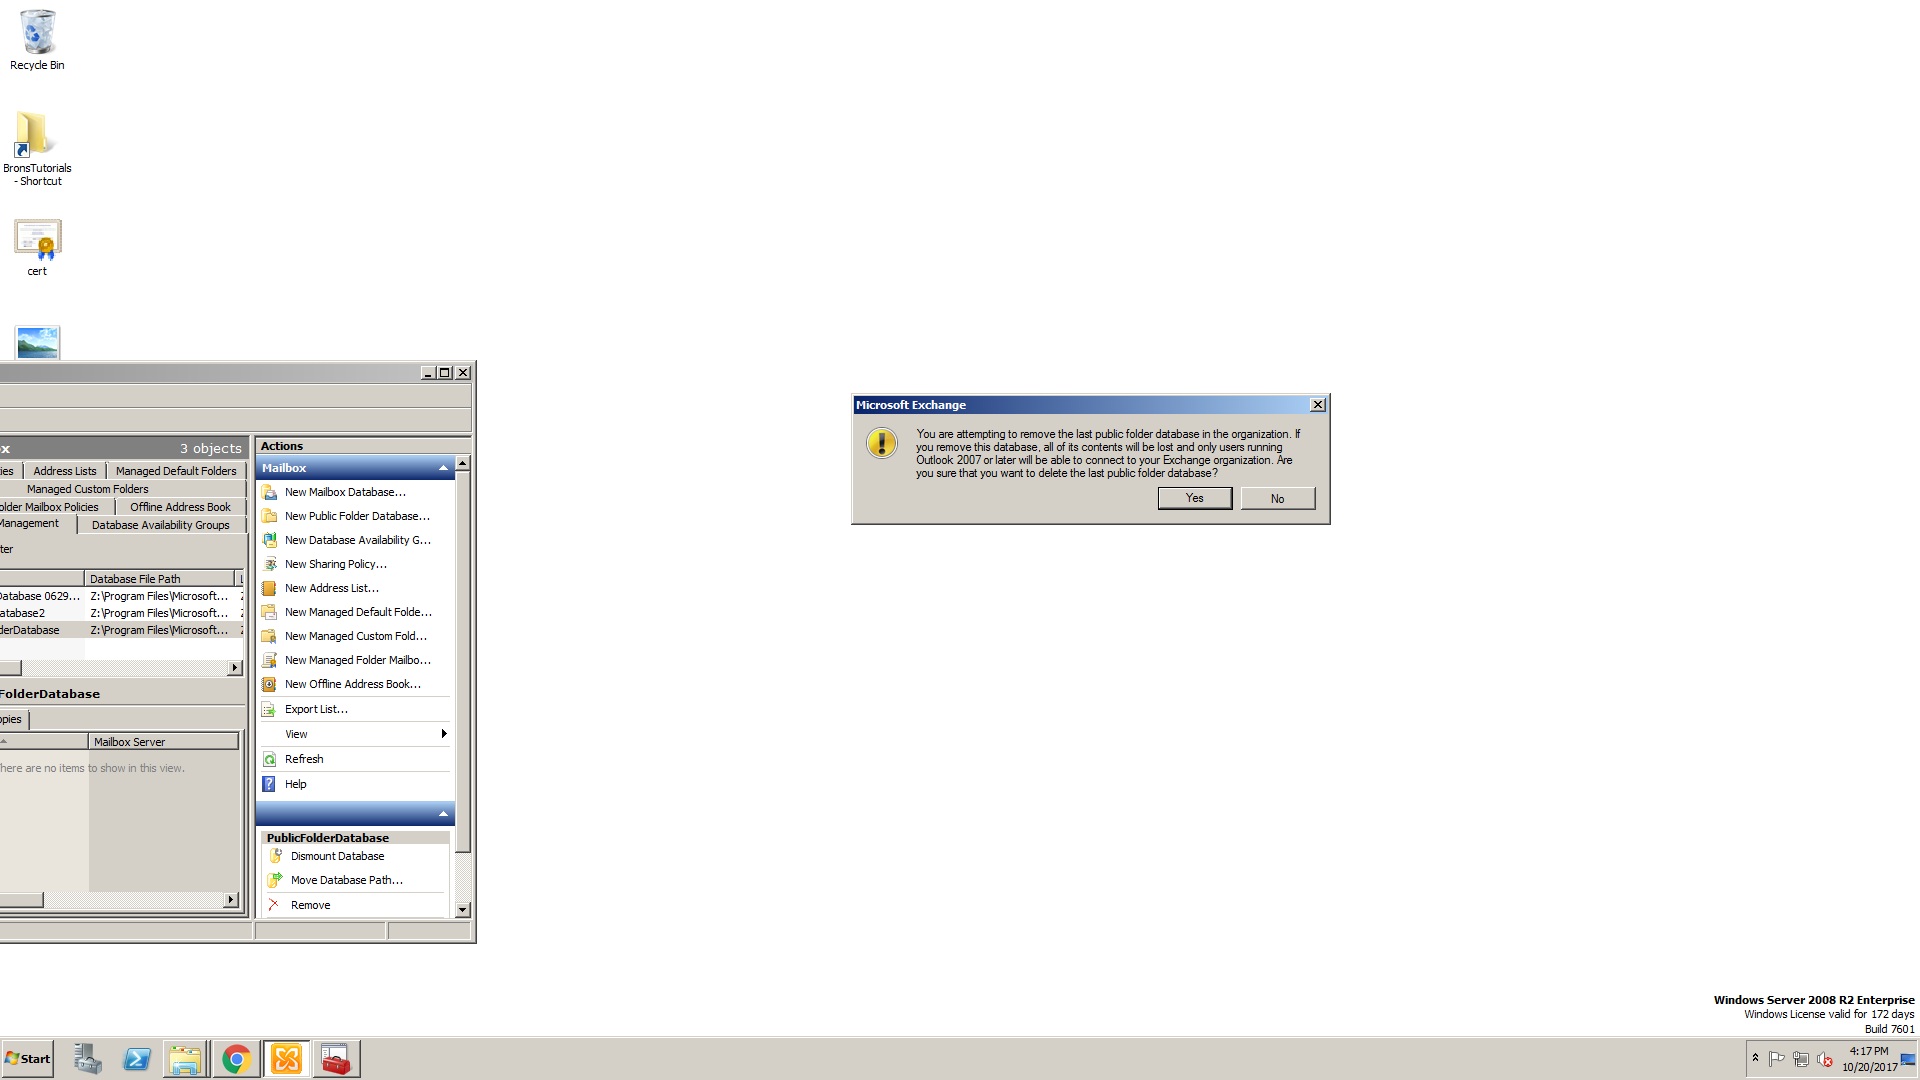 Recycle Bin
BronsTutorials
- Shortcut
cert
ox
3 objects
ies
Address Lists
Managed Default Folders
Managed Custom Folders
older Mailbox Policies
Offline Address Book
Management
Database Availability Groups
ter
Database File Path
Database 0629...
Z:\Program Files\Microsoft...
atabase2
Z:\Program Files\Microsoft...
derDatabase
Z:\Program Files\Microsoft...
FolderDatabase
opies
Mailbox Server
here are no items to show in this view.
Actions
Mailbox
New Mailbox Database...
New Public Folder Database...
New Database Availability G...
New Sharing Policy...
New Address List...
New Managed Default Folde...
New Managed Custom Fold...
New Managed Folder Mailbo...
New Offline Address Book...
Export List...
View
Refresh
Help
PublicFolderDatabase
Dismount Database
Move Database Path...
Remove
Microsoft Exchange
You are attempting to remove the last public folder database in the organization. If
you remove this database, all of its contents will be lost and only users running
Outlook 2007 or later will be able to connect to your Exchange organization. Are
you sure that you want to delete the last public folder database?
Yes
No
Windows Server 2008 R2 Enterprise
Windows License valid for 172 days
Build 7601
Start
4:17 PM
10/20/2017